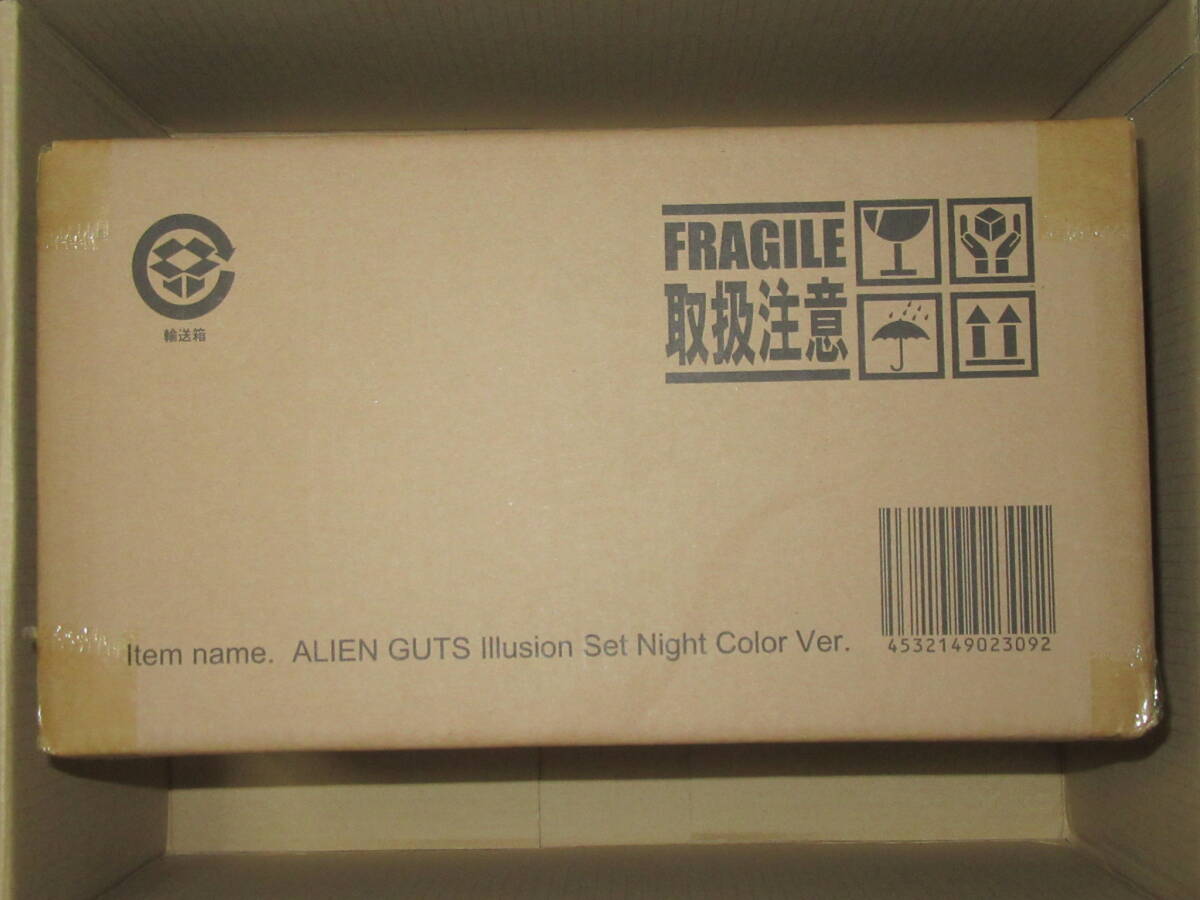 FRAGILE
取扱注意
輸送箱
Item name. ALIEN GUTS Illusion Set Night Color Ver.
4532149023092